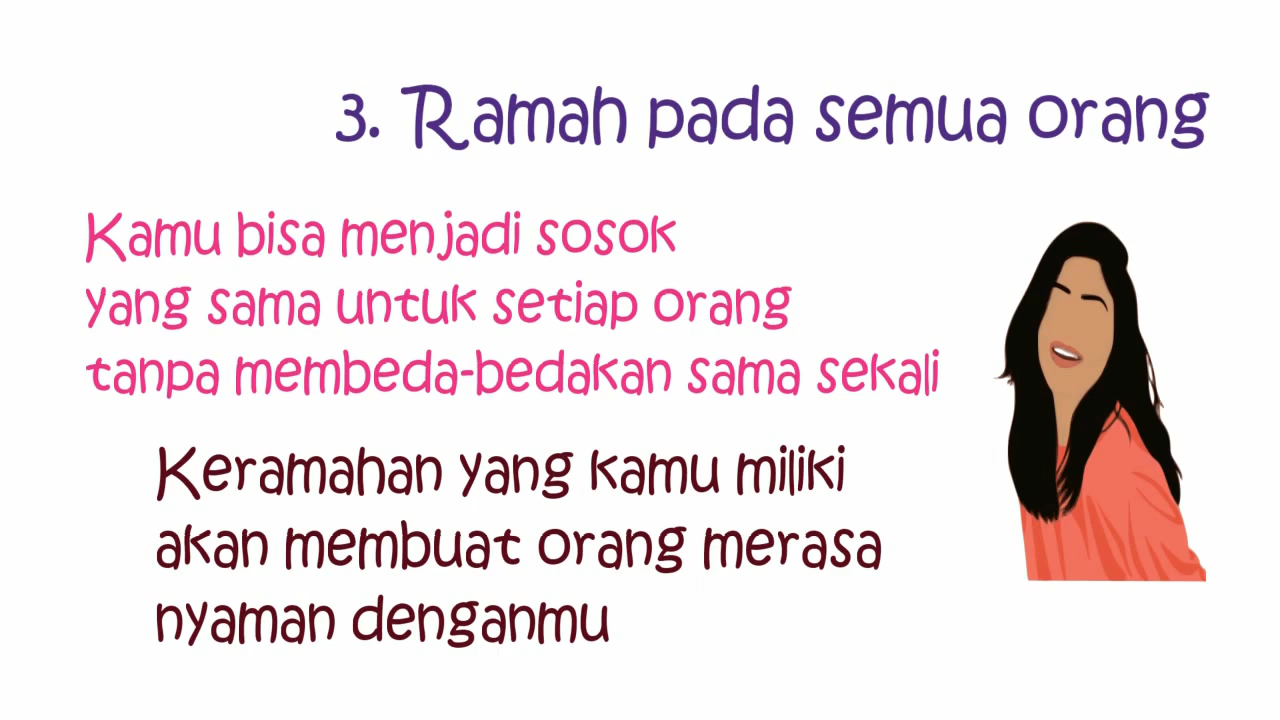 3. Ramah pada semua orang
Kamu bisa menjadi sosok
yang sama untuk setiap orang
tanpa membeda-bedakan sama sekali
Keramahan yang kamu miliki
akan membuat orang merasa
nyaman denganmu